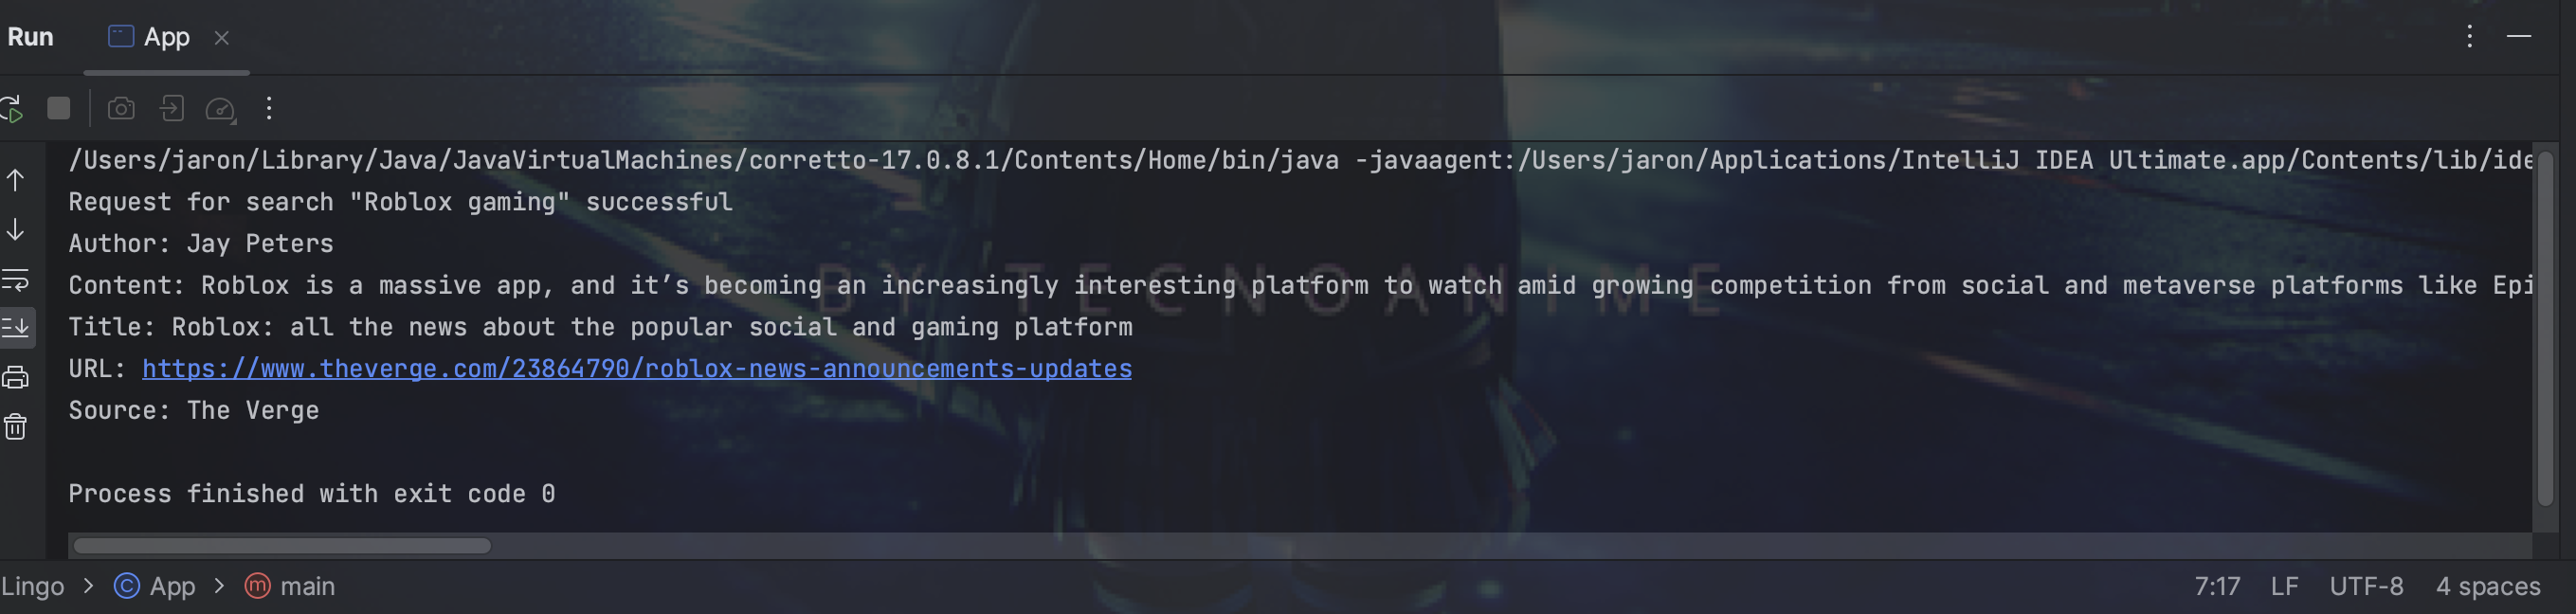 Run App
/Users/jaron/Library/Java/JavaVirtualMachines/corretto-17.0.8.1/Contents/Home/bin/java -javaagent:/Users/jaron/Applications/IntelliJ IDEA Ultimate.app/Contents/lib/ide
Request for search "Roblox gaming" successful
Author: Jay Peters
Content: Roblox is a massive app, and it’s becoming an increasingly interesting platform to watch amid growing competition from social and metaverse platforms like Epi
BY TECNOANIME
Title: Roblox: all the news about the popular social and gaming platform
URL: https://www.theverge.com/23864790/roblox-news-announcements-updates
Source: The Verge
Process finished with exit code 0
Lingo > App > main 7:17 LF UTF-8 4 spaces